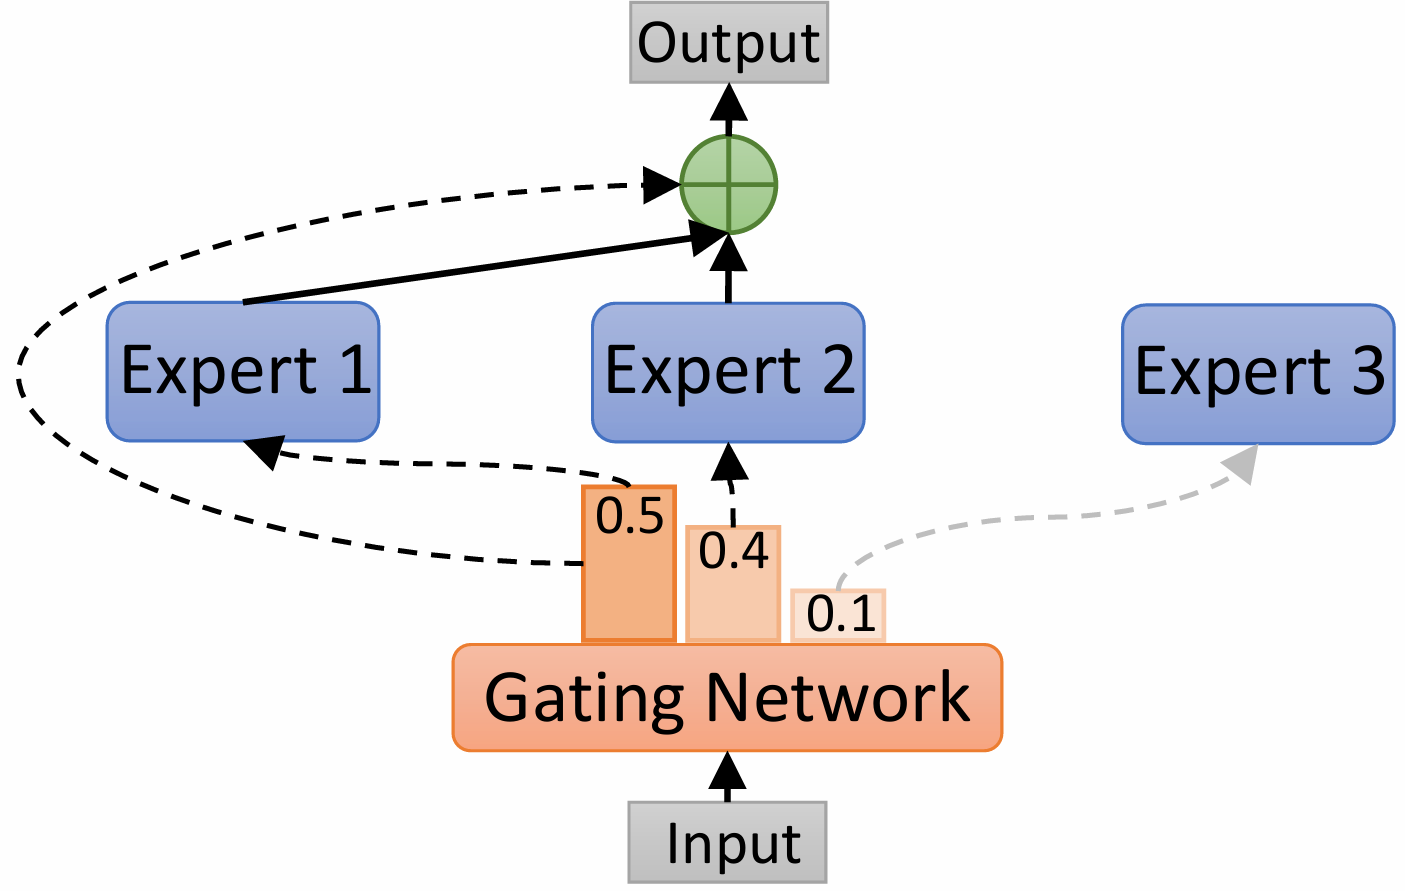 Output
Expert 1
Expert 2
Expert 3
0.5
0.4
0.1
Gating Network
Input